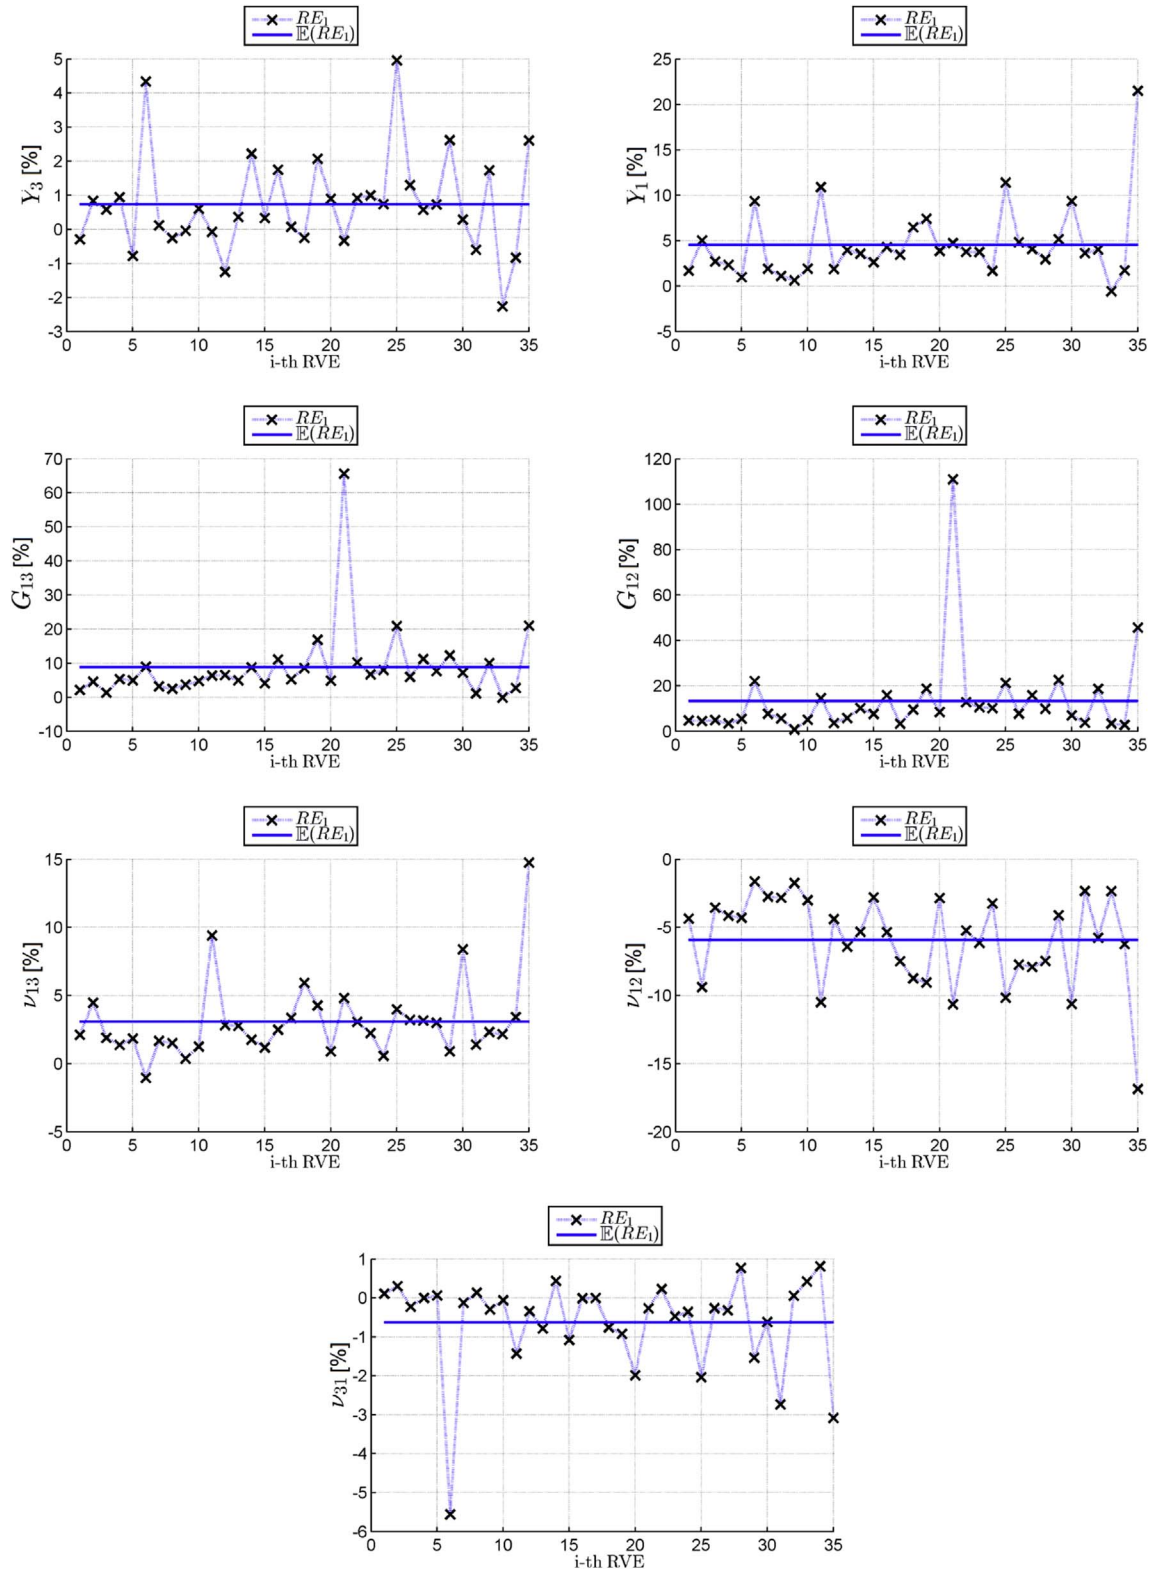 RE₁
𝔼(RE₁)
Y₃ [%]
5
4
3
2
1
0
-1
-2
-3
0 5 10 15 20 25 30 35
i-th RVE
RE₁
𝔼(RE₁)
Y₁ [%]
25
20
15
10
5
0
-5
0 5 10 15 20 25 30 35
i-th RVE
RE₁
𝔼(RE₁)
G₁₃ [%]
70
60
50
40
30
20
10
0
-10
0 5 10 15 20 25 30 35
i-th RVE
RE₁
𝔼(RE₁)
G₁₂ [%]
120
100
80
60
40
20
0
0 5 10 15 20 25 30 35
i-th RVE
RE₁
𝔼(RE₁)
ν₁₃ [%]
15
10
5
0
-5
0 5 10 15 20 25 30 35
i-th RVE
RE₁
𝔼(RE₁)
ν₁₂ [%]
0
-5
-10
-15
-20
0 5 10 15 20 25 30 35
i-th RVE
RE₁
𝔼(RE₁)
ν₃₁ [%]
1
0
-1
-2
-3
-4
-5
-6
0 5 10 15 20 25 30 35
i-th RVE